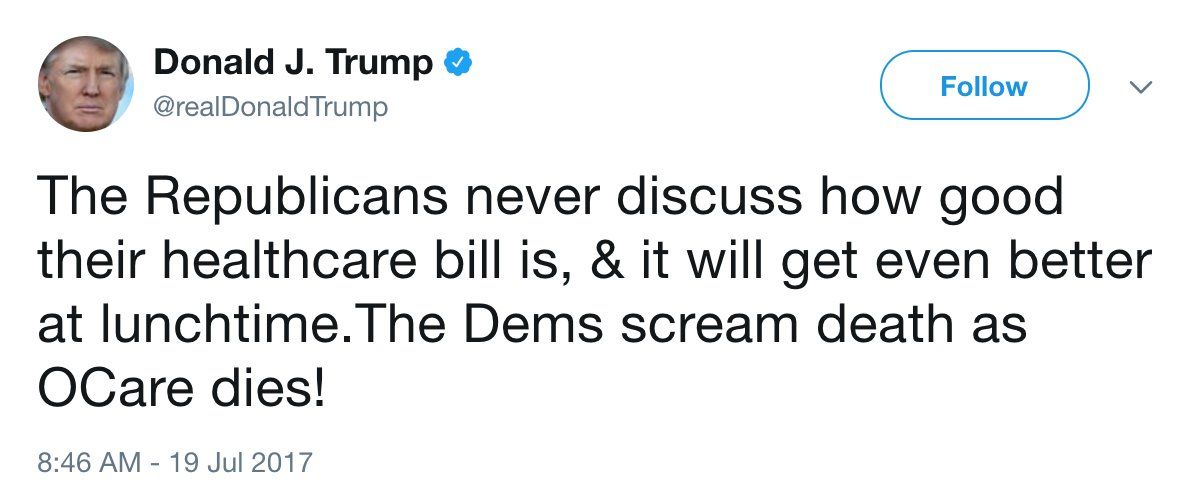 Donald J. Trump
@realDonaldTrump
Follow
The Republicans never discuss how good
their healthcare bill is, & it will get even better
at lunchtime.The Dems scream death as
OCare dies!
8:46 AM - 19 Jul 2017